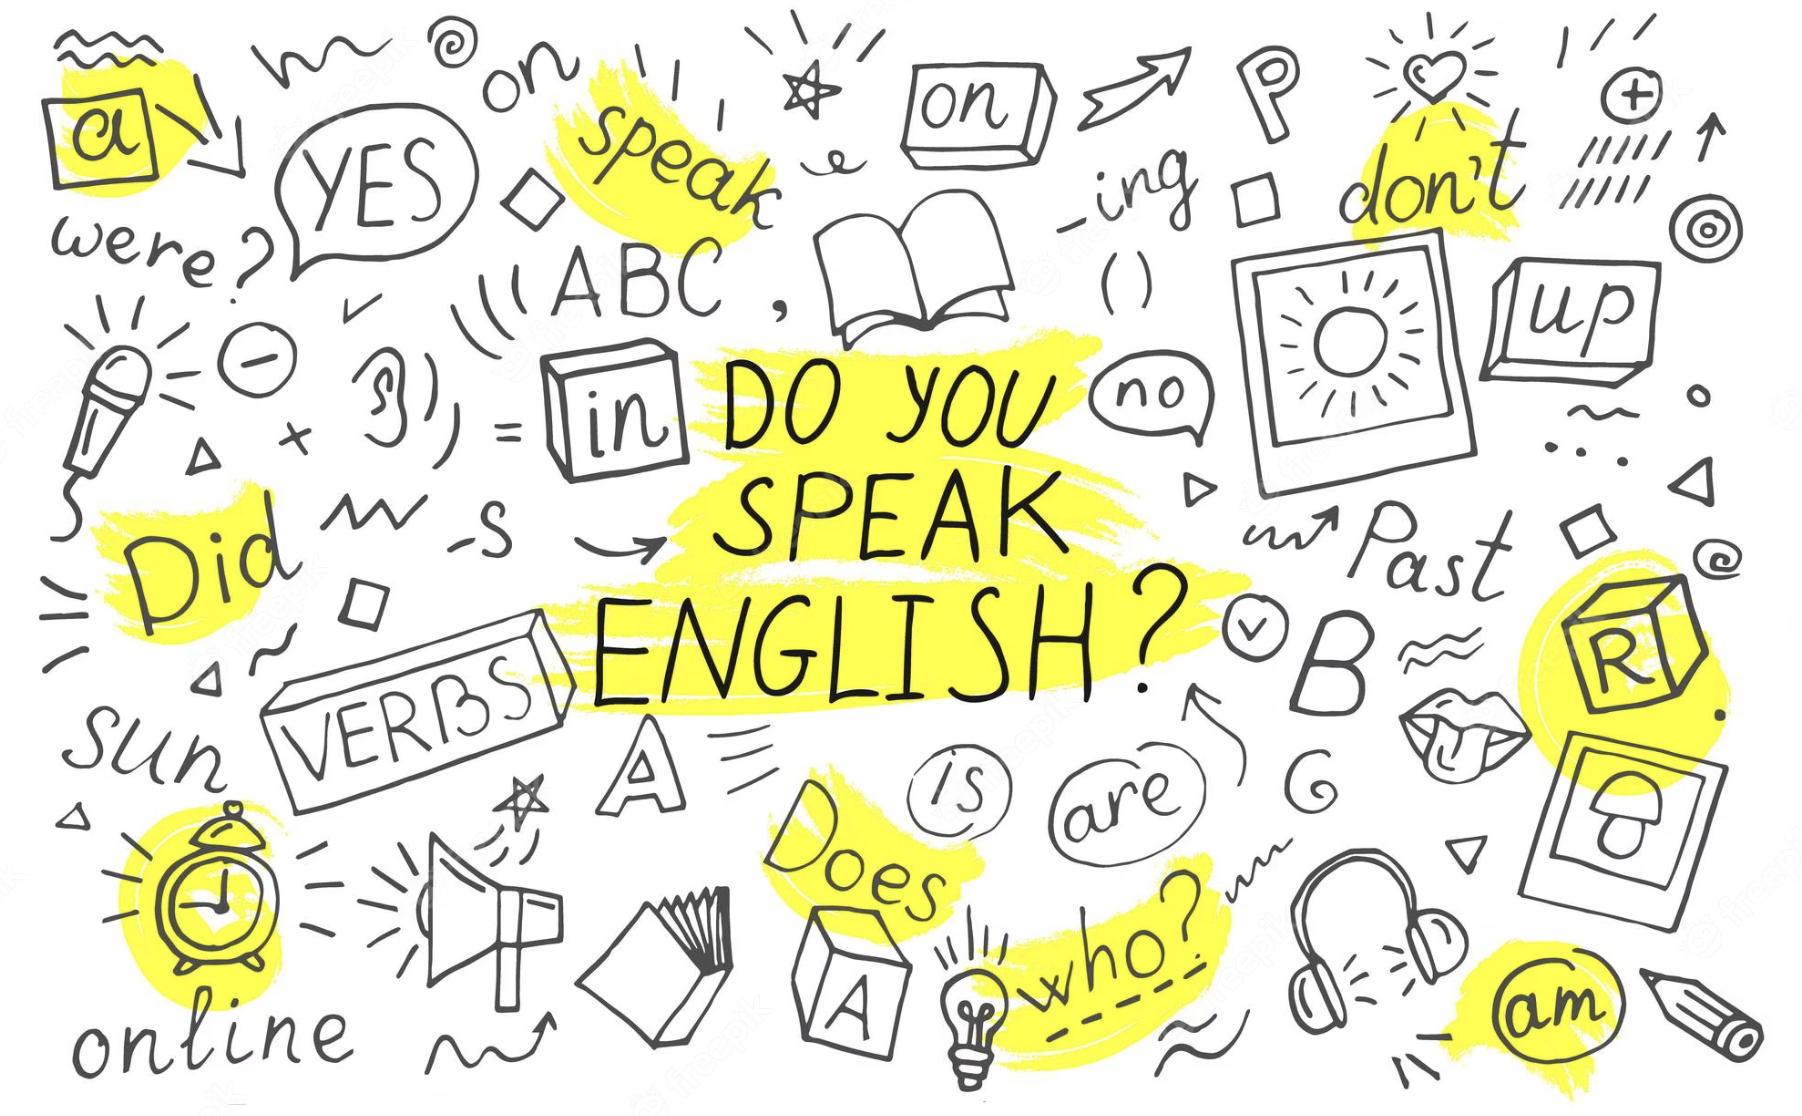 on
speak
on
P
don't
a
YES
_ing
were?
ABC
,
( )
up
in
DO YOU
no
+
=
SPEAK
Past
Did
-s
ENGLISH?
B
R
VERBS
sun
A
is
are
G
Does
who?
A
am
online